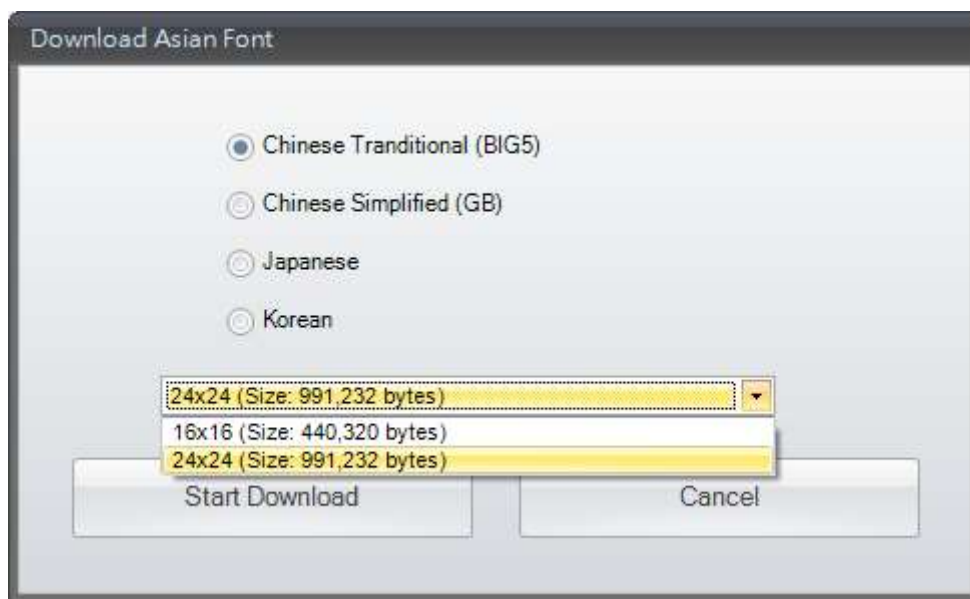 Download Asian Font
Chinese Tranditional (BIG5)
Chinese Simplified (GB)
Japanese
Korean
24x24 (Size: 991,232 bytes)
16x16 (Size: 440,320 bytes)
24x24 (Size: 991,232 bytes)
Start Download
Cancel